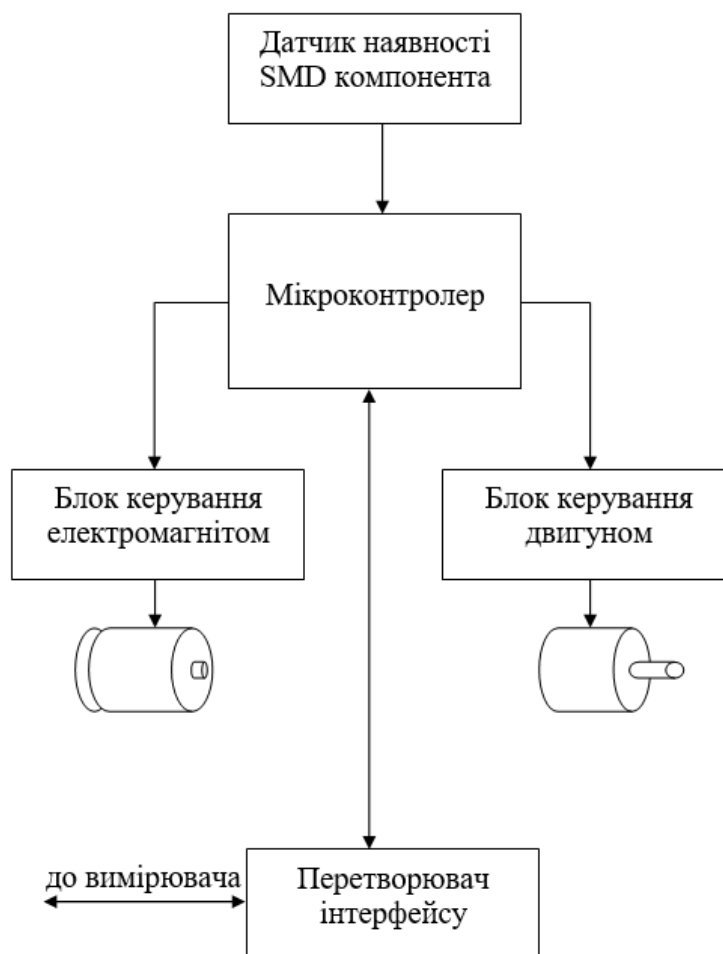 Датчик наявності
SMD компонента
Мікроконтролер
Блок керування
електромагнітом
Блок керування
двигуном
до вимірювача
Перетворювач
інтерфейсу